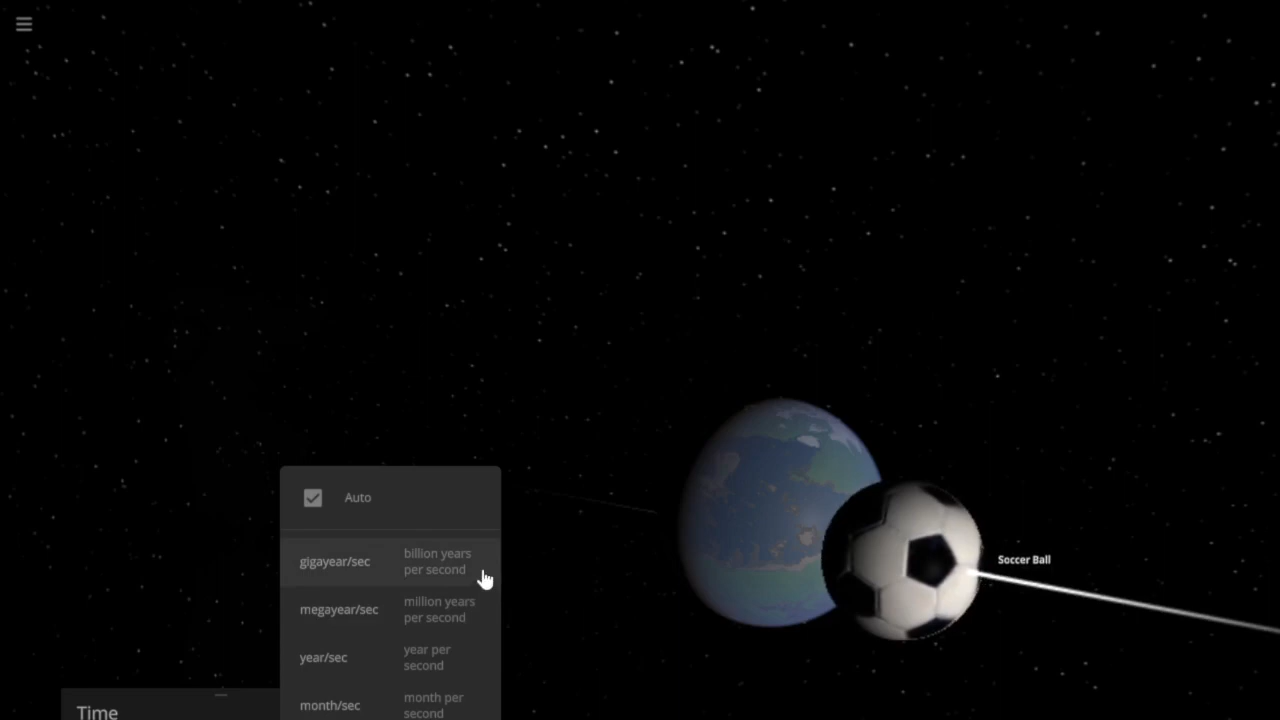 Auto
gigayear/sec
billion years
per second
megayear/sec
million years
per second
year/sec
year per
second
month/sec
month per
second
Soccer Ball
Time